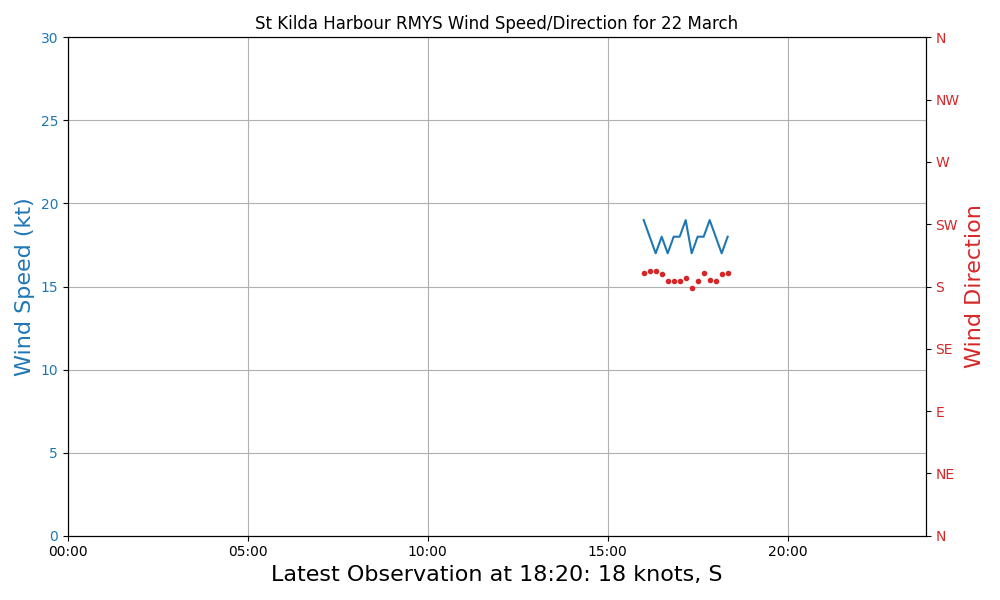 St Kilda Harbour RMYS Wind Speed/Direction for 22 March
30
25
20
15
10
5
0
Wind Speed (kt)
N
NW
W
SW
S
SE
E
NE
N
Wind Direction
00:00
05:00
10:00
15:00
20:00
Latest Observation at 18:20: 18 knots, S